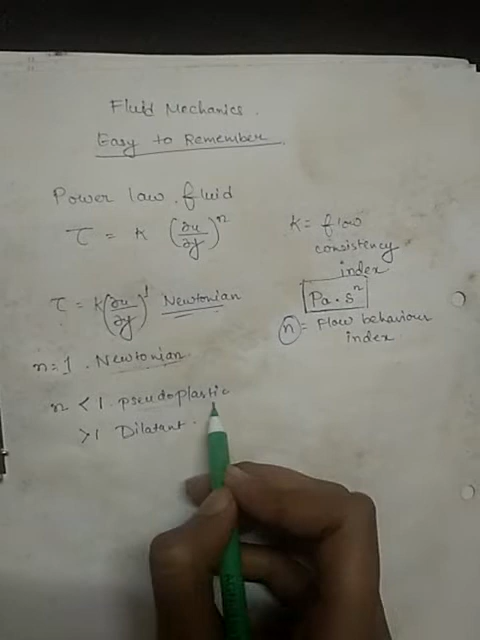 Fluid Mechanics.
Easy to Remember.
Power law fluid
τ = K (∂u/∂y)^n
τ = K(∂u/∂y)^1 Newtonian
n=1. Newtonian
n < 1 pseudoplastic
>1 Dilatant.
K = flow
consistency
index
Pa·s^n
n = Flow behaviour
index